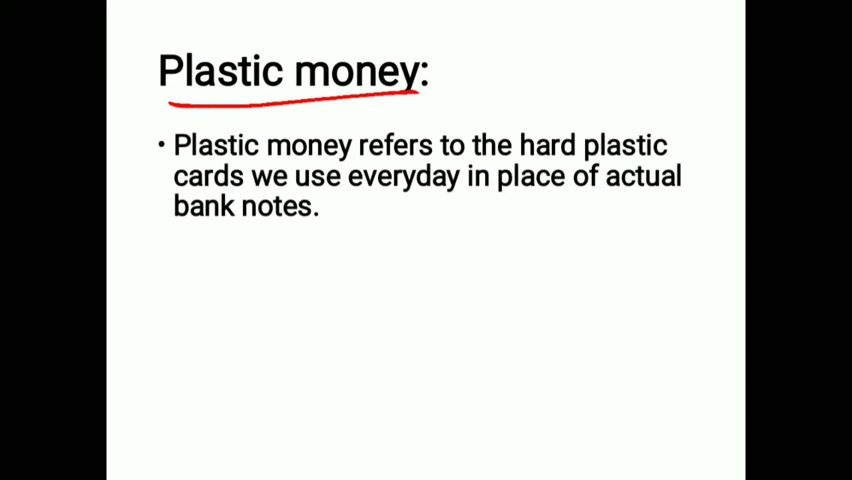 Plastic money:
• Plastic money refers to the hard plastic
cards we use everyday in place of actual
bank notes.